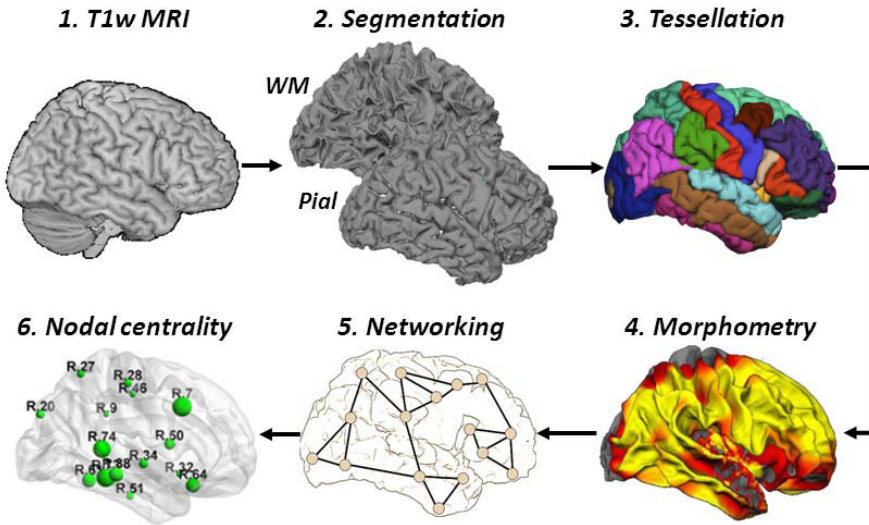 1. T1w MRI
2. Segmentation
3. Tessellation
WM
Pial
6. Nodal centrality
5. Networking
4. Morphometry
R.27
R.28
R.46
R.7
R.20
R.9
R.74
R.50
R.34
R.32
R.64
R.51